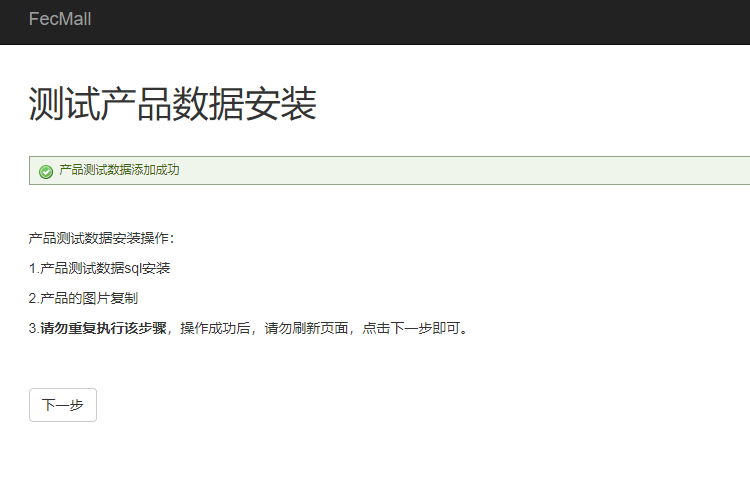 FecMall
测试产品数据安装
产品测试数据添加成功
产品测试数据安装操作：
1.产品测试数据sql安装
2.产品的图片复制
3.请勿重复执行该步骤，操作成功后，请勿刷新页面，点击下一步即可。
下一步